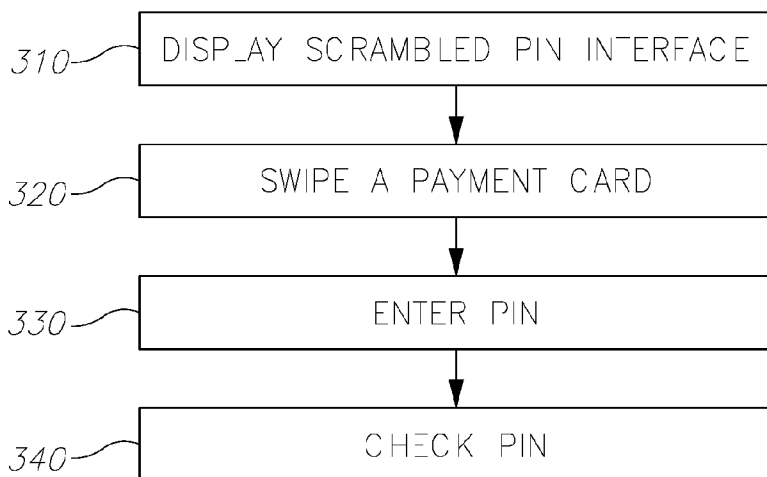 310 DISPLAY SCRAMBLED PIN INTERFACE
320 SWIPE A PAYMENT CARD
330 ENTER PIN
340 CHECK PIN